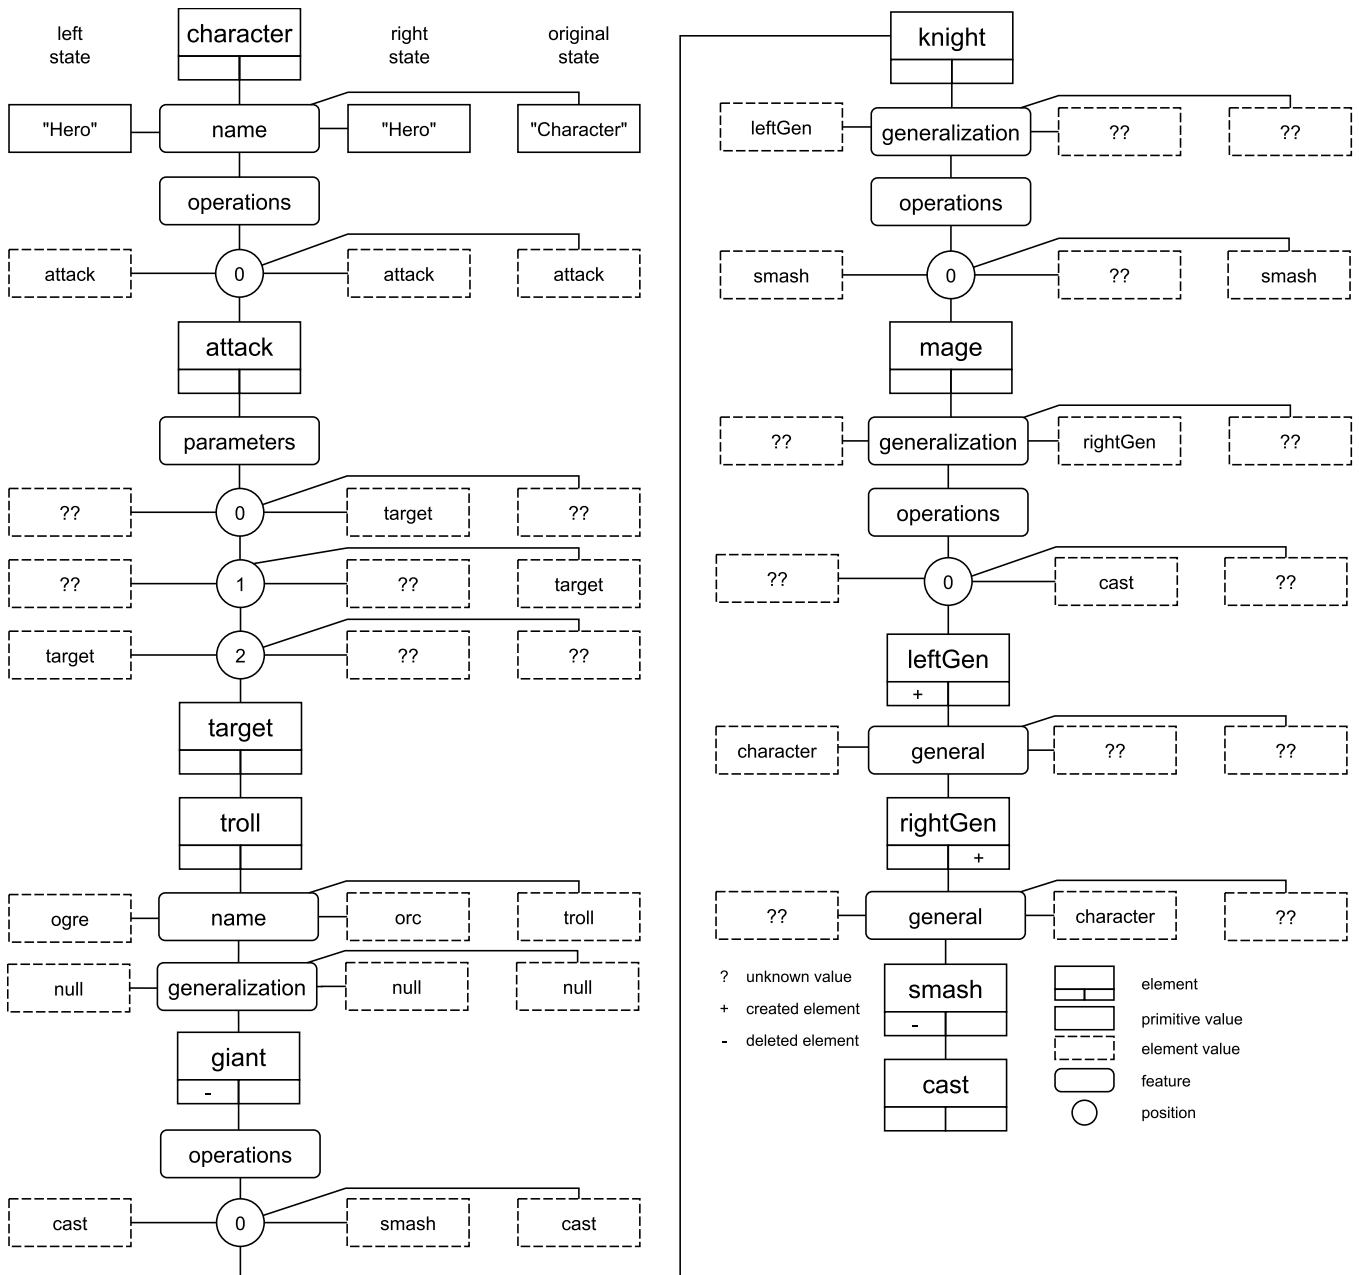 left
state
character
right
state
original
state
"Hero"
name
"Hero"
"Character"
operations
attack
0
attack
attack
attack
parameters
??
0
target
??
??
1
??
target
target
2
??
??
target
troll
ogre
name
orc
troll
null
generalization
null
null
giant
-
operations
cast
0
smash
cast
knight
leftGen
generalization
??
??
operations
smash
0
??
smash
mage
??
generalization
rightGen
??
operations
??
0
cast
??
leftGen
+
character
general
??
??
rightGen
+
??
general
character
??
smash
-
cast
? unknown value
+ created element
- deleted element
element
primitive value
element value
feature
position